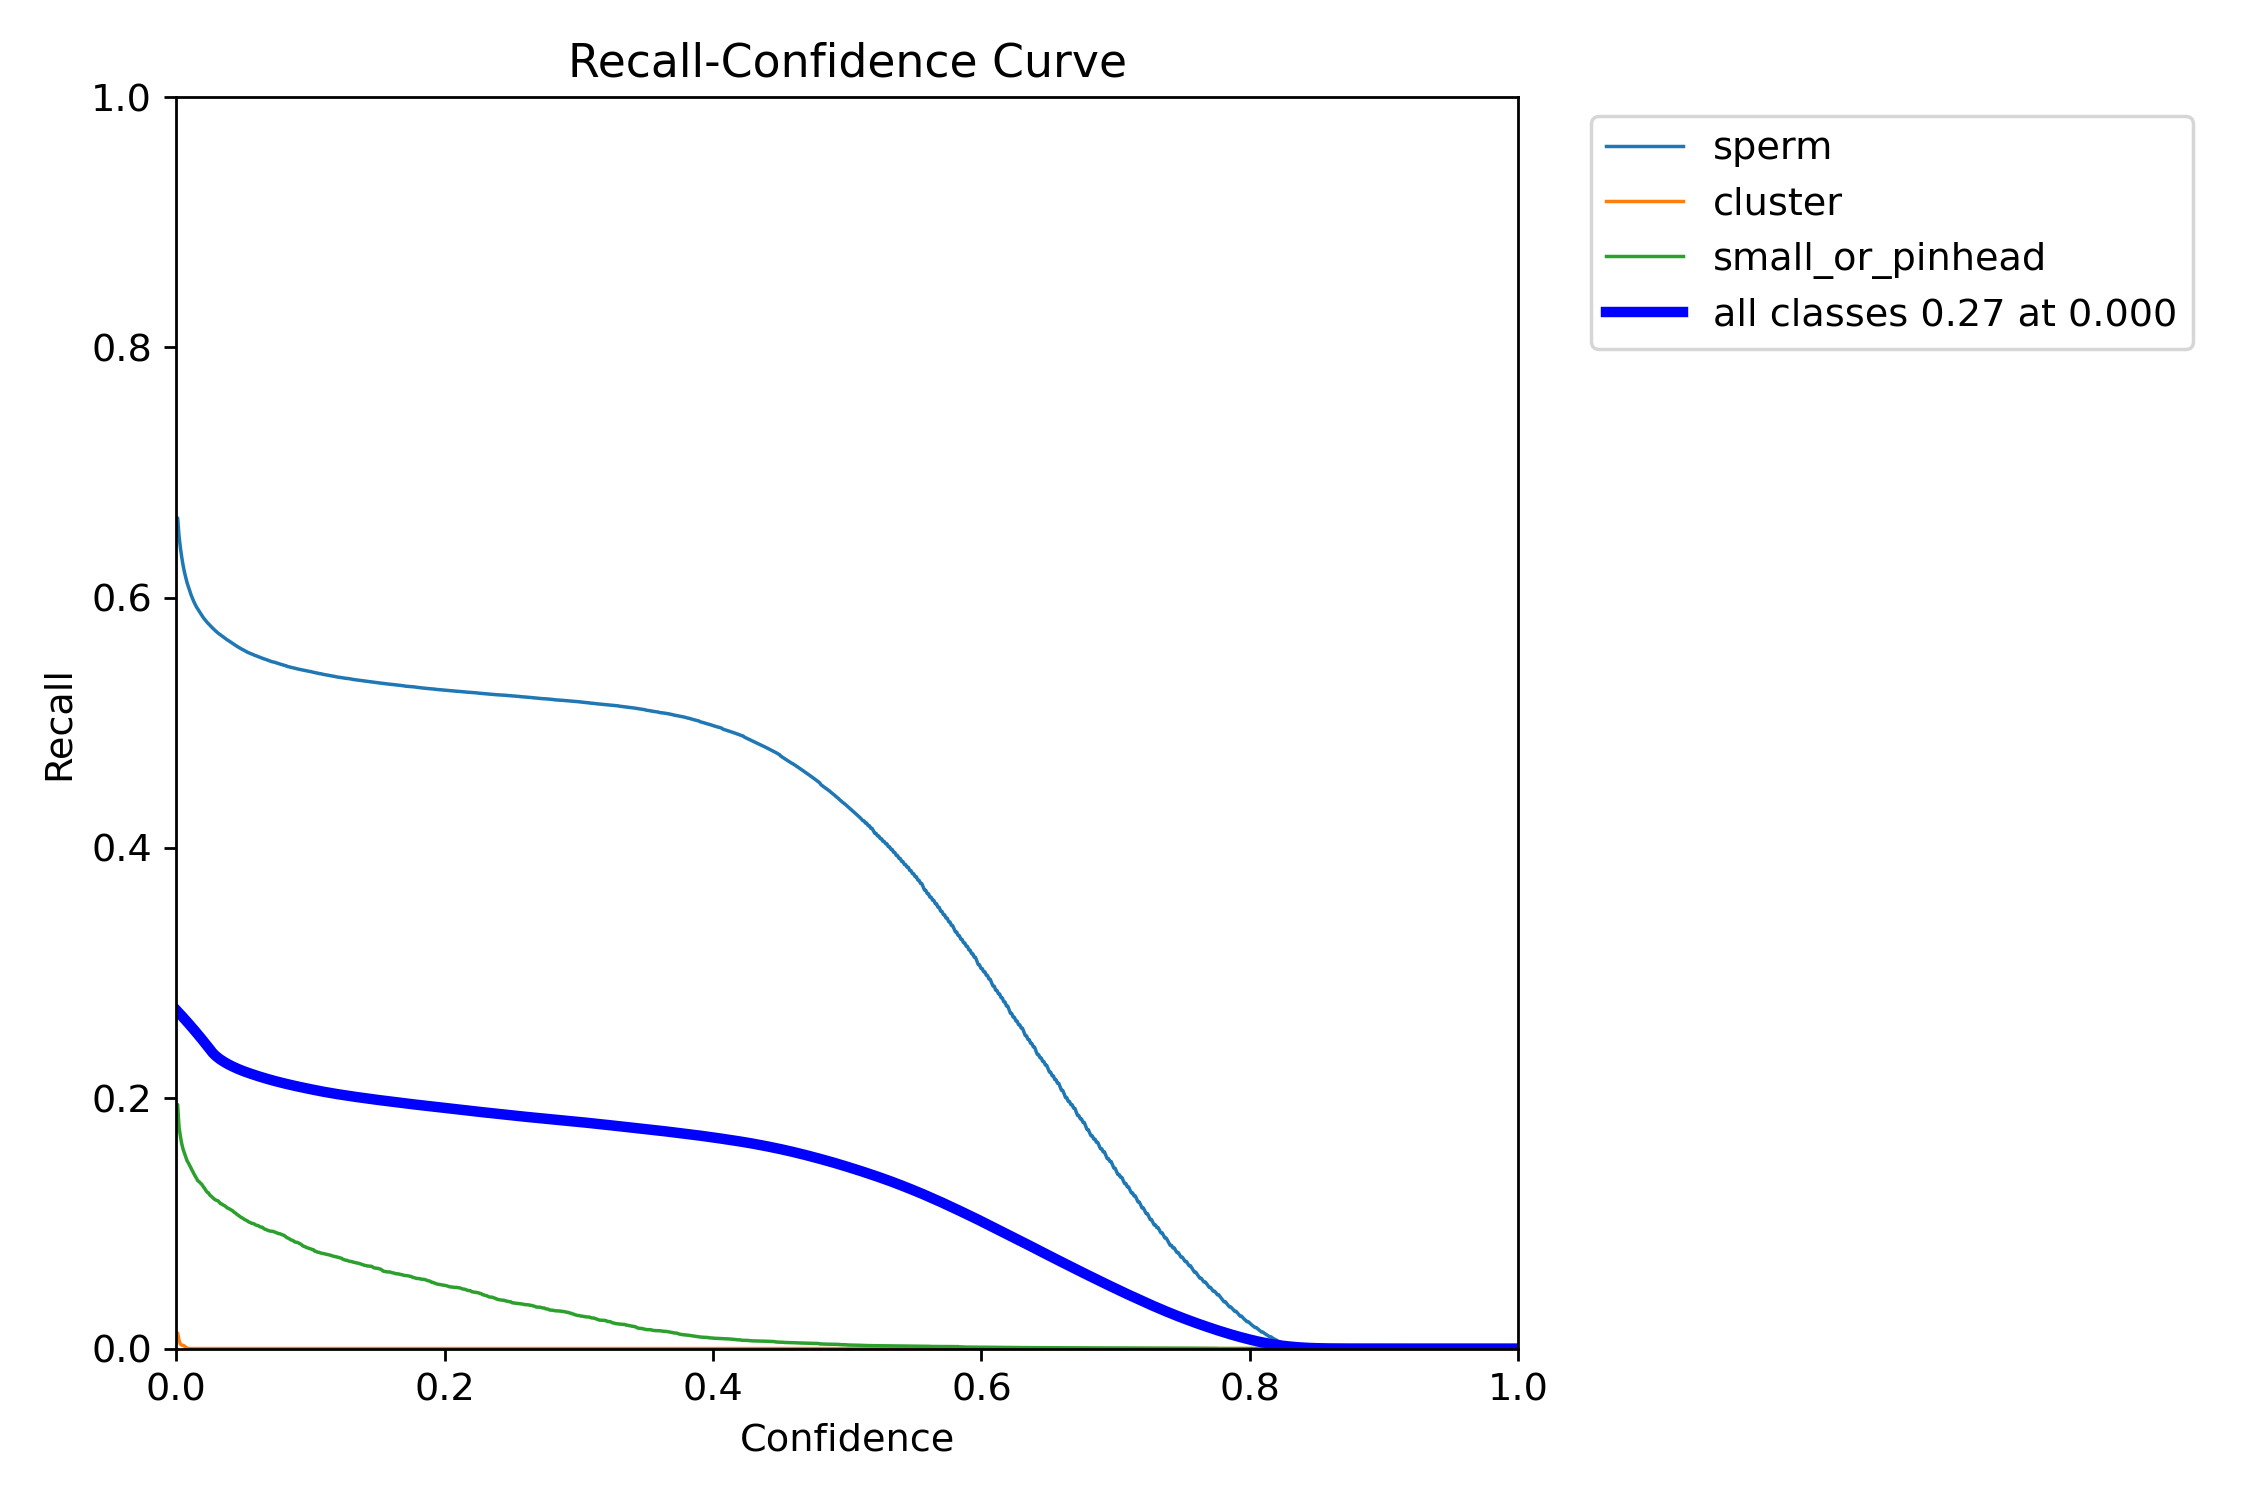 Recall-Confidence Curve
1.0
0.8
0.6
0.4
0.2
0.0
Recall
0.0 0.2 0.4 0.6 0.8 1.0
Confidence
sperm
cluster
small_or_pinhead
all classes 0.27 at 0.000